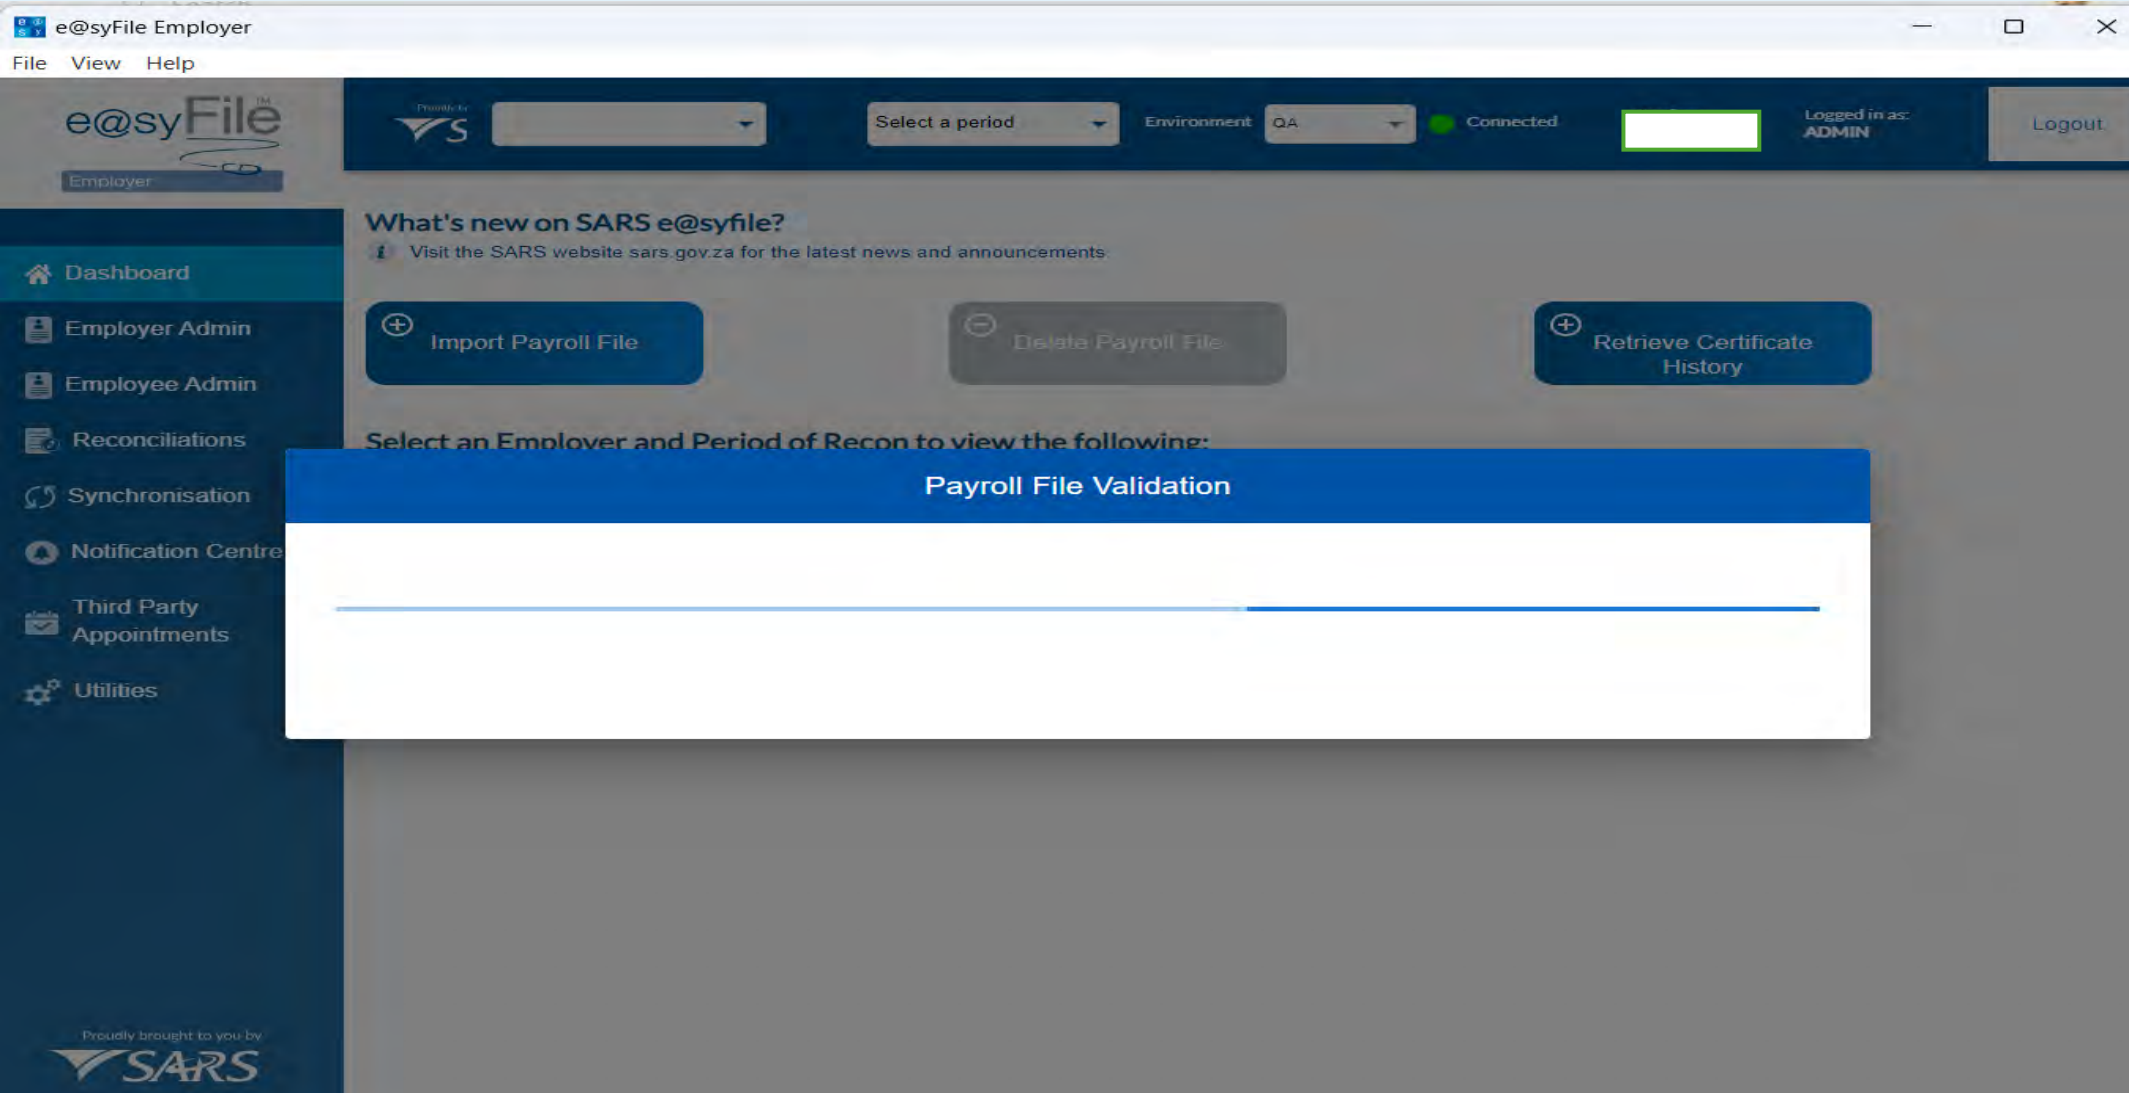 e@syFile Employer
File View Help
e@syFile™
Employer
S
Select a period
Environment QA
Connected
Logged in as:
ADMIN
Logout
What's new on SARS e@syfile?
Visit the SARS website sars.gov.za for the latest news and announcements
Dashboard
Employer Admin
Employee Admin
Reconciliations
Synchronisation
Notification Centre
Third Party
Appointments
Utilities
Import Payroll File
Delete Payroll File
Retrieve Certificate
History
Select an Employer and Period of Recon to view the following:
Payroll File Validation
Proudly brought to you by
SARS